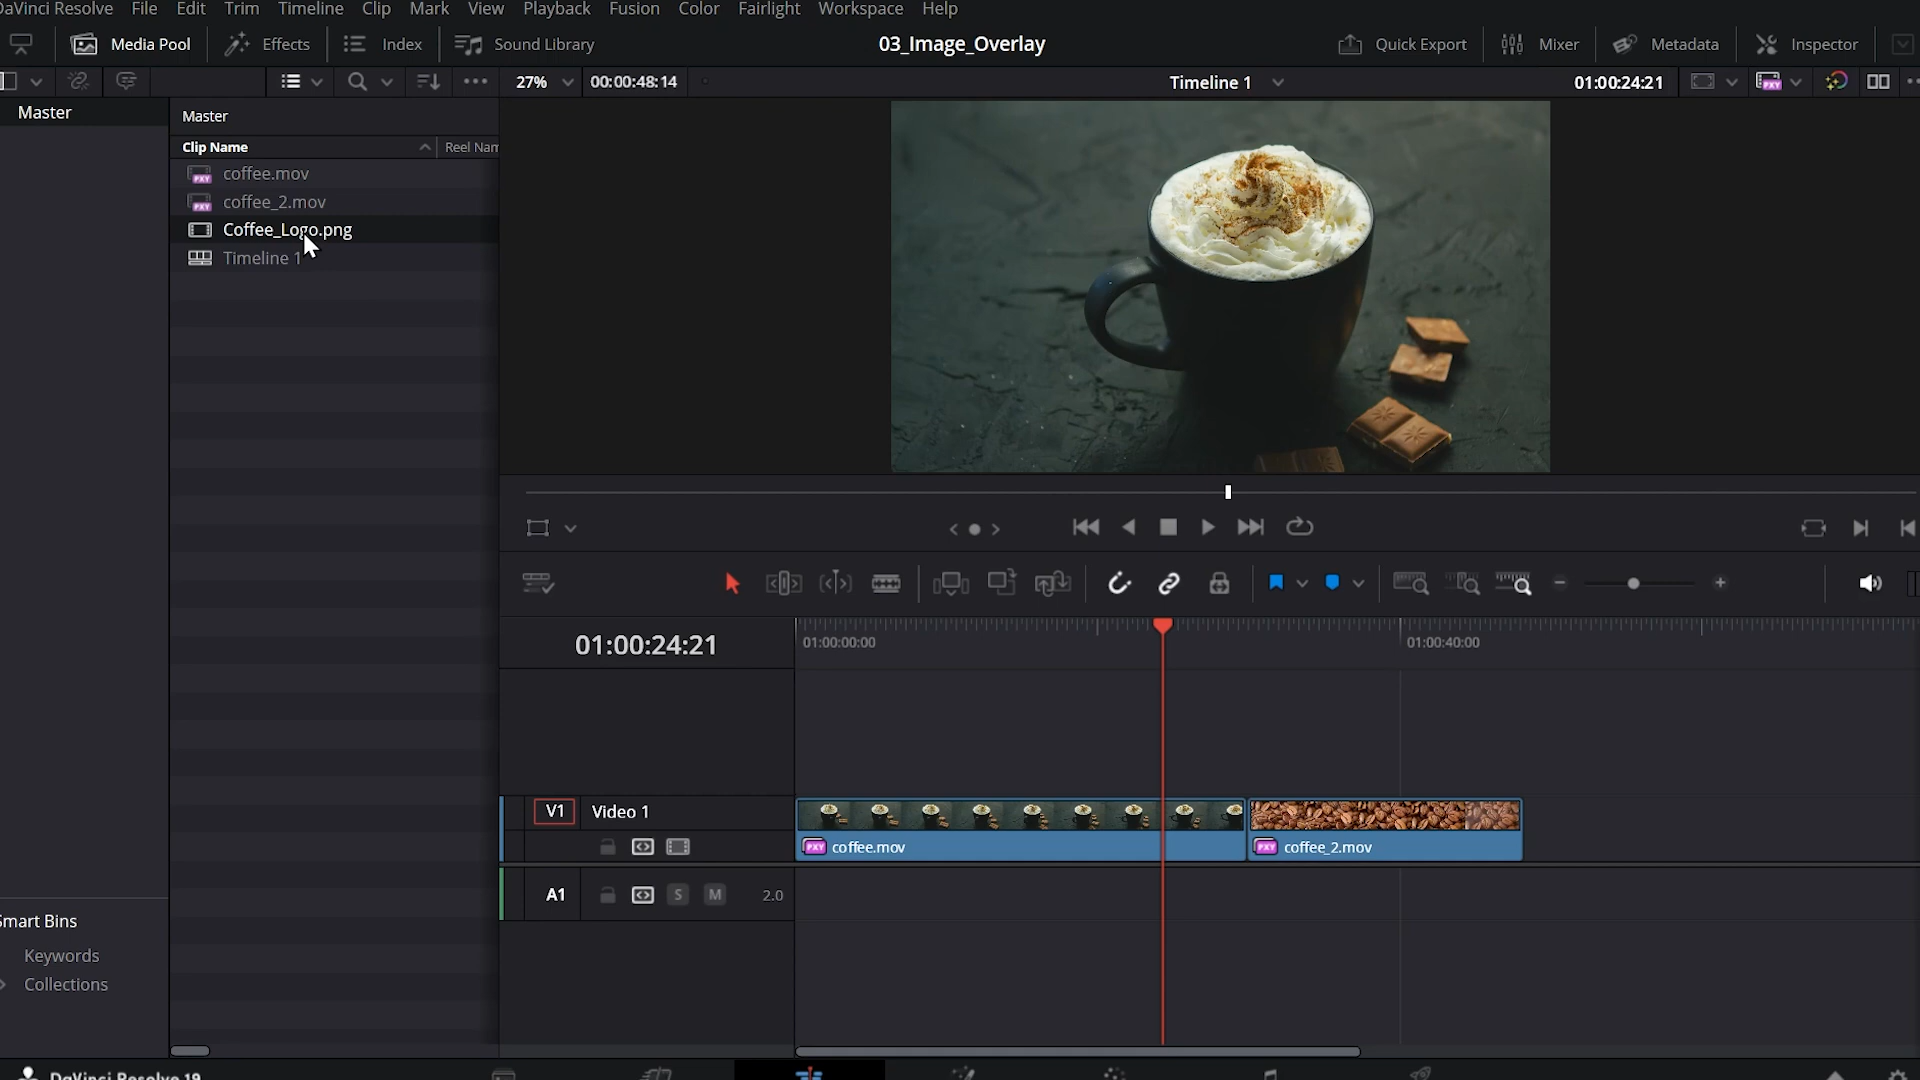 DaVinci Resolve File Edit Trim Timeline Clip Mark View Playback Fusion Color Fairlight Workspace Help
Media Pool Effects Index Sound Library 03_Image_Overlay Quick Export Mixer Metadata Inspector
27% 00:00:48:14 Timeline 1 01:00:24:21
Master
Master
Clip Name Reel Nam
PXY coffee.mov
PXY coffee_2.mov
Coffee_Logo.png
Timeline 1
01:00:24:21
01:00:00:00 01:00:40:00
V1 Video 1
PXY coffee.mov PXY coffee_2.mov
A1 S M 2.0
Smart Bins
Keywords
Collections
DaVinci Resolve 19